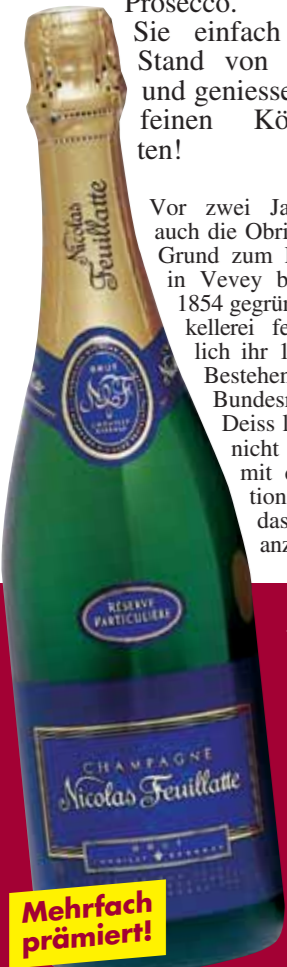 Prosecco.
Sie einfach
Stand von
und geniesse
feinen Kö
ten!
Vor zwei Ja
auch die Obri
Grund zum
in Vevey b
1854 gegrün
kellerei fe
lich ihr 1
Bestehen
Bundesr
Deiss l
nicht
mit
tion
das
anz
Nicolas
Feuillatte
BRUT
NF
RÉSERVE
PARTICULIÈRE
CHAMPAGNE
Nicolas Feuillatte
BRUT
Mehrfach
prämiert!